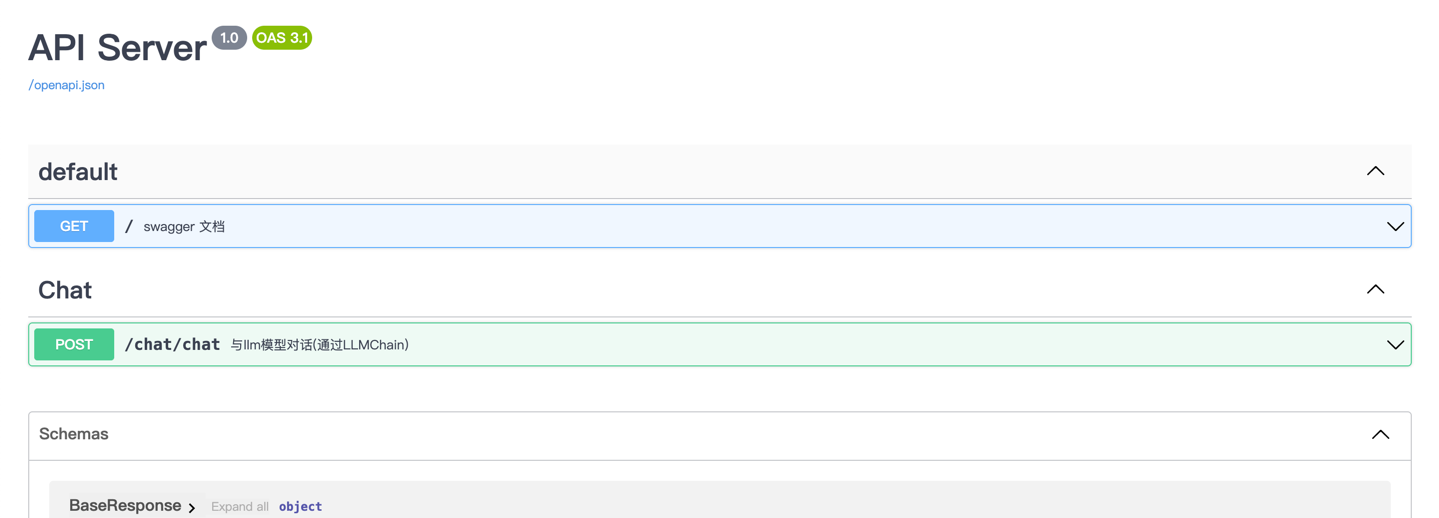 API Server 1.0 OAS 3.1
/openapi.json
default
GET / swagger 文档
Chat
POST /chat/chat 与llm模型对话(通过LLMChain)
Schemas
BaseResponse Expand all object